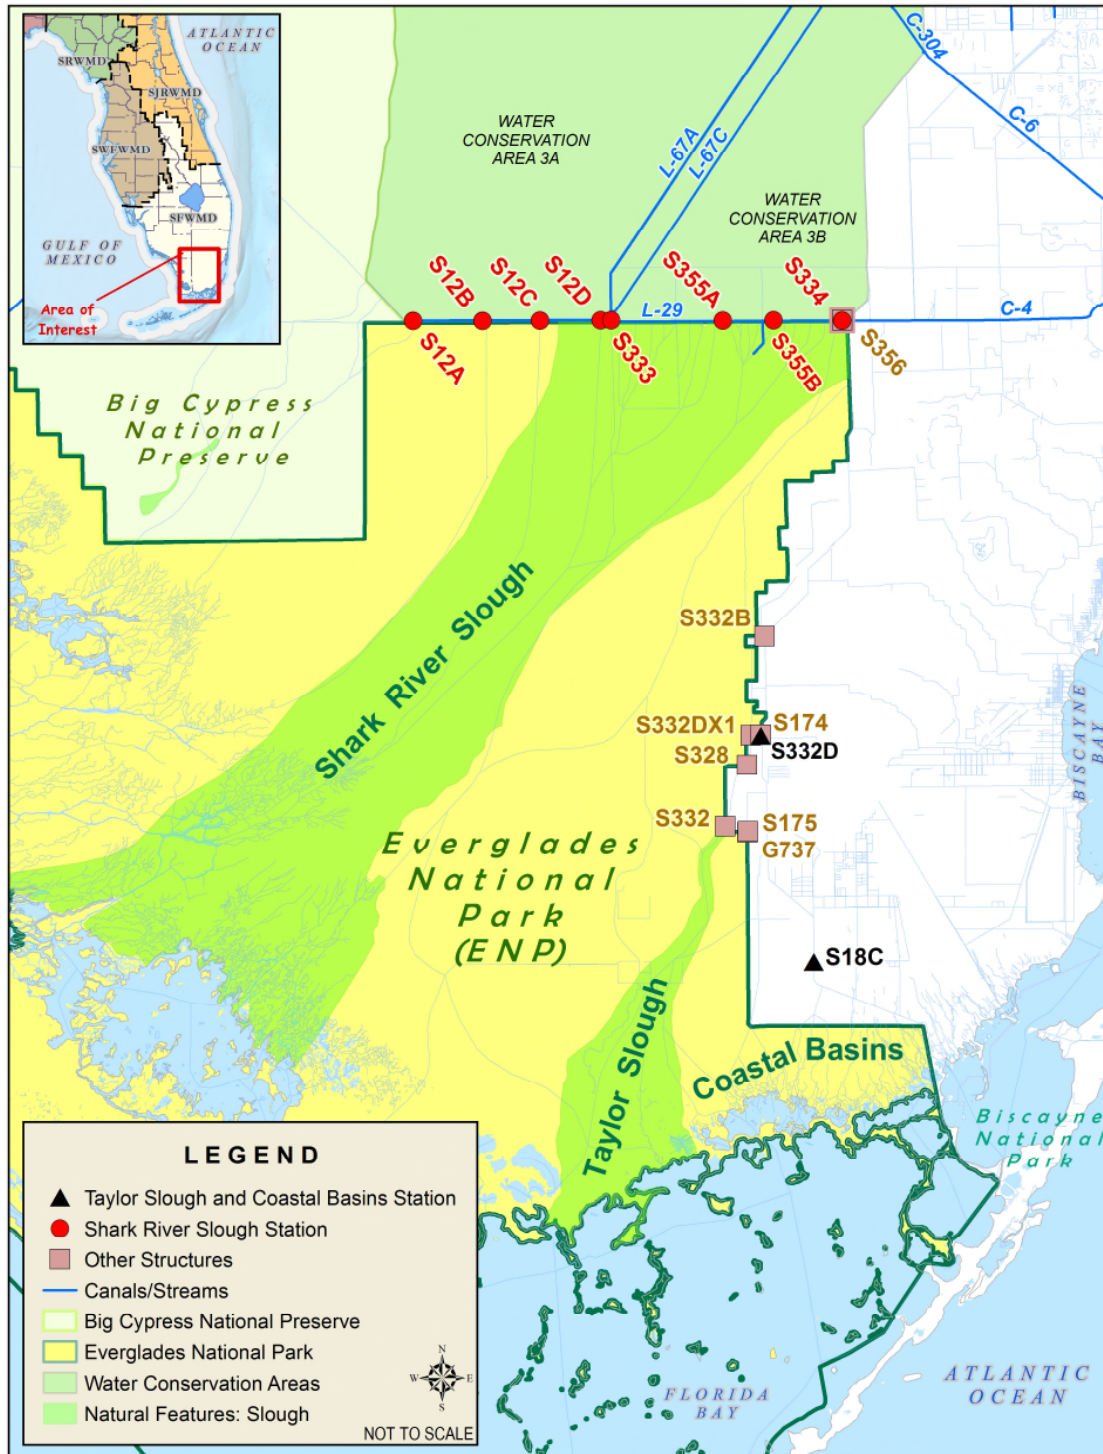 ATLANTIC
OCEAN
SRWMD
SJRWMD
SWFWMD
SFWMD
GULF OF
MEXICO
Area of
Interest
C-304
C-6
WATER
CONSERVATION
AREA 3A
L-67A
L-67C
WATER
CONSERVATION
AREA 3B
S12B
S12C
S12D
S355A
S334
L-29
C-4
S12A
S333
S355B
S356
Big Cypress
National
Preserve
Shark River Slough
S332B
S332DX1
S174
S332D
S328
S332
S175
G737
BISCAYNE
BAY
Everglades
National
Park
(ENP)
S18C
Taylor Slough
Coastal Basins
Biscayne
National
Park
LEGEND
Taylor Slough and Coastal Basins Station
Shark River Slough Station
Other Structures
Canals/Streams
Big Cypress National Preserve
Everglades National Park
Water Conservation Areas
Natural Features: Slough
N
W
E
S
NOT TO SCALE
FLORIDA
BAY
ATLANTIC
OCEAN